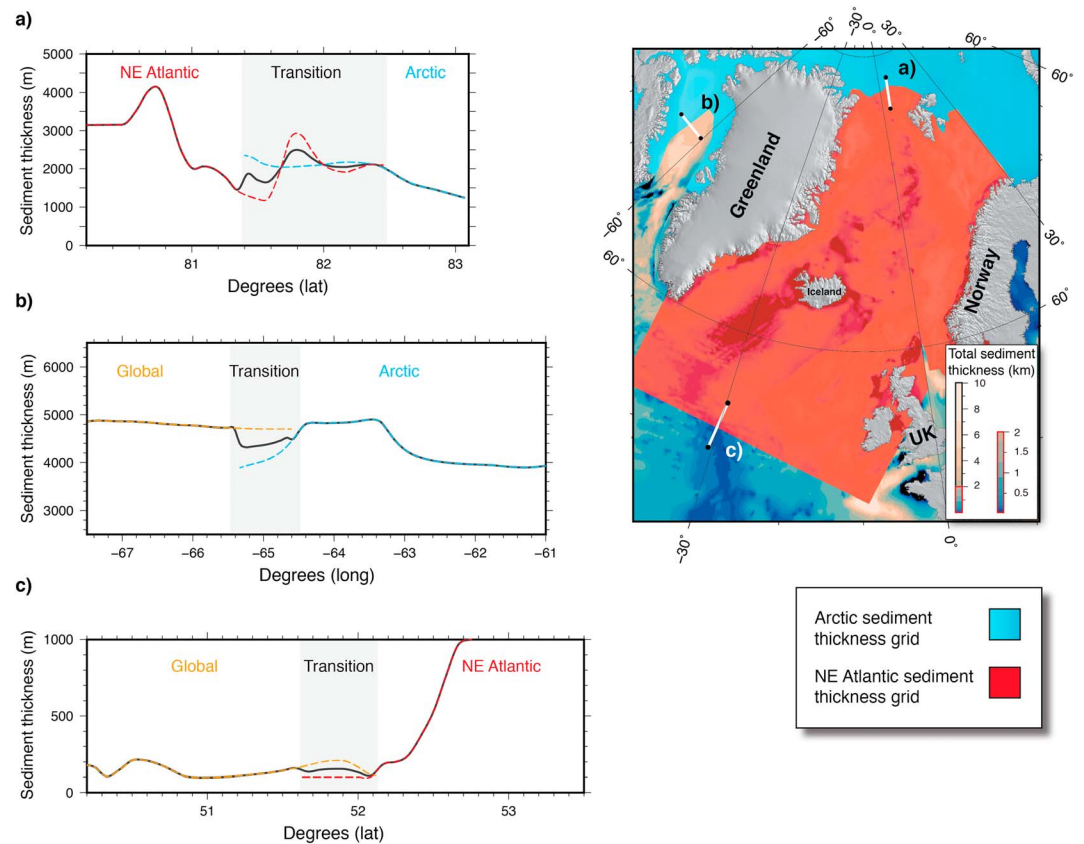 a)
5000
4000
3000
2000
1000
0
Sediment thickness (m)
NE Atlantic
Transition
Arctic
81
82
83
Degrees (lat)
b)
6000
5000
4000
3000
Sediment thickness (m)
Global
Transition
Arctic
−67
−66
−65
−64
−63
−62
−61
Degrees (long)
c)
1000
500
0
Sediment thickness (m)
Global
Transition
NE Atlantic
51
52
53
Degrees (lat)
−60°
−30°
0°
30°
60°
60°
a)
b)
Greenland
−60°
60°
Iceland
Norway
30°
60°
UK
c)
Total sediment
thickness (km)
10
8
6
4
2
2
1.5
1
0.5
−30°
0°
Arctic sediment
thickness grid
NE Atlantic sediment
thickness grid